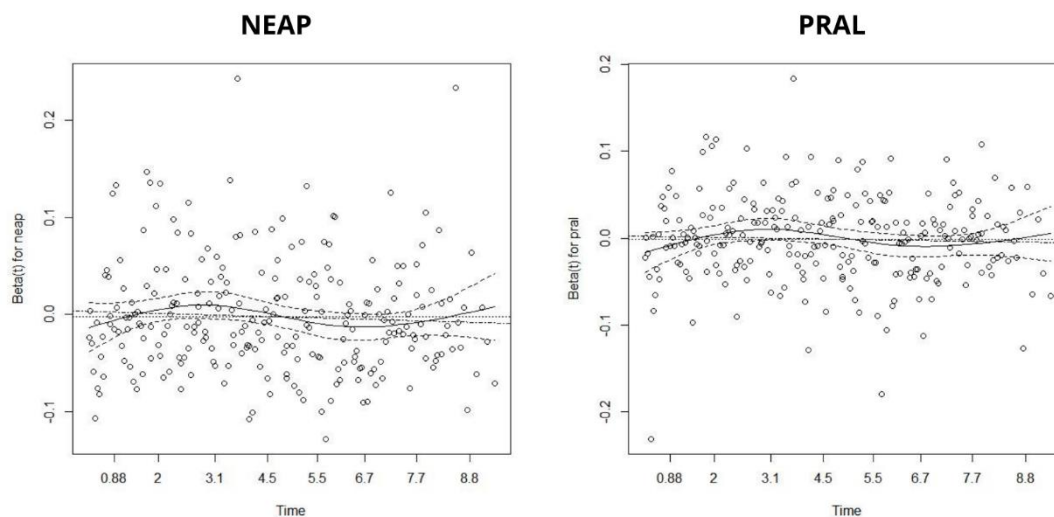 NEAP
PRAL
Beta(t) for neap
0.2
0.1
0.0
-0.1
0.88 2 3.1 4.5 5.5 6.7 7.7 8.8
Time
Beta(t) for pral
0.2
0.1
0.0
-0.1
-0.2
0.88 2 3.1 4.5 5.5 6.7 7.7 8.8
Time